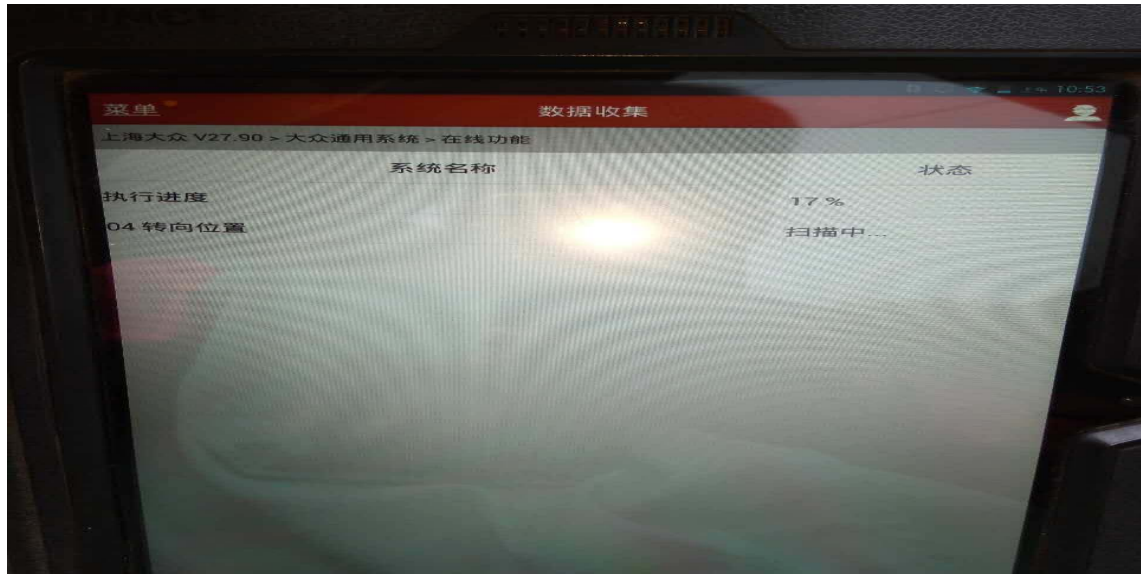 10:53
菜单 数据收集
上海大众 V27.90 > 大众通用系统 > 在线功能
系统名称 状态
执行进度 17 %
04 转向位置 扫描中...